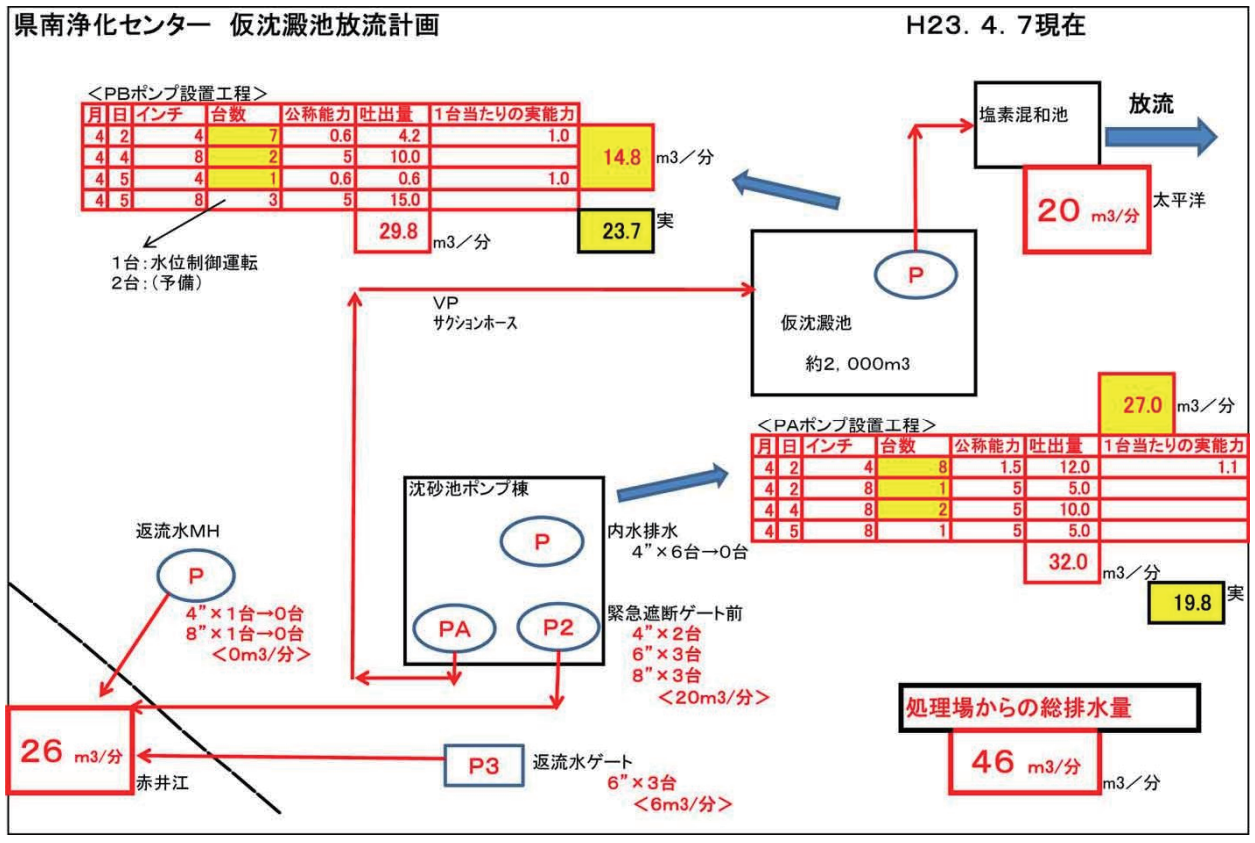 県南浄化センター 仮沈澱池放流計画
H23. 4. 7現在
＜PBポンプ設置工程＞
月 日 インチ 台数 公称能力 吐出量 1台当たりの実能力
4 2 4 7 0.6 4.2 1.0
4 4 8 2 5 10.0
4 5 4 1 0.6 0.6 1.0
4 5 8 3 5 15.0
14.8 m3／分
29.8 m3／分
23.7 実
1台：水位制御運転
2台：（予備）
塩素混和池
放流
20 m3/分
太平洋
P
仮沈澱池
約2，000m3
VP
サクションホース
27.0 m3／分
＜PAポンプ設置工程＞
月 日 インチ 台数 公称能力 吐出量 1台当たりの実能力
4 2 4 8 1.5 12.0 1.1
4 2 8 1 5 5.0
4 4 8 2 5 10.0
4 5 8 1 5 5.0
32.0 m3／分
19.8 実
沈砂池ポンプ棟
P
内水排水
4”×6台→0台
PA
P2
緊急遮断ゲート前
4”×2台
6”×3台
8”×3台
＜20m3/分＞
返流水MH
P
4”×1台→0台
8”×1台→0台
＜0m3/分＞
26 m3/分
赤井江
P3
返流水ゲート
6”×3台
＜6m3/分＞
処理場からの総排水量
46 m3/分
m3／分